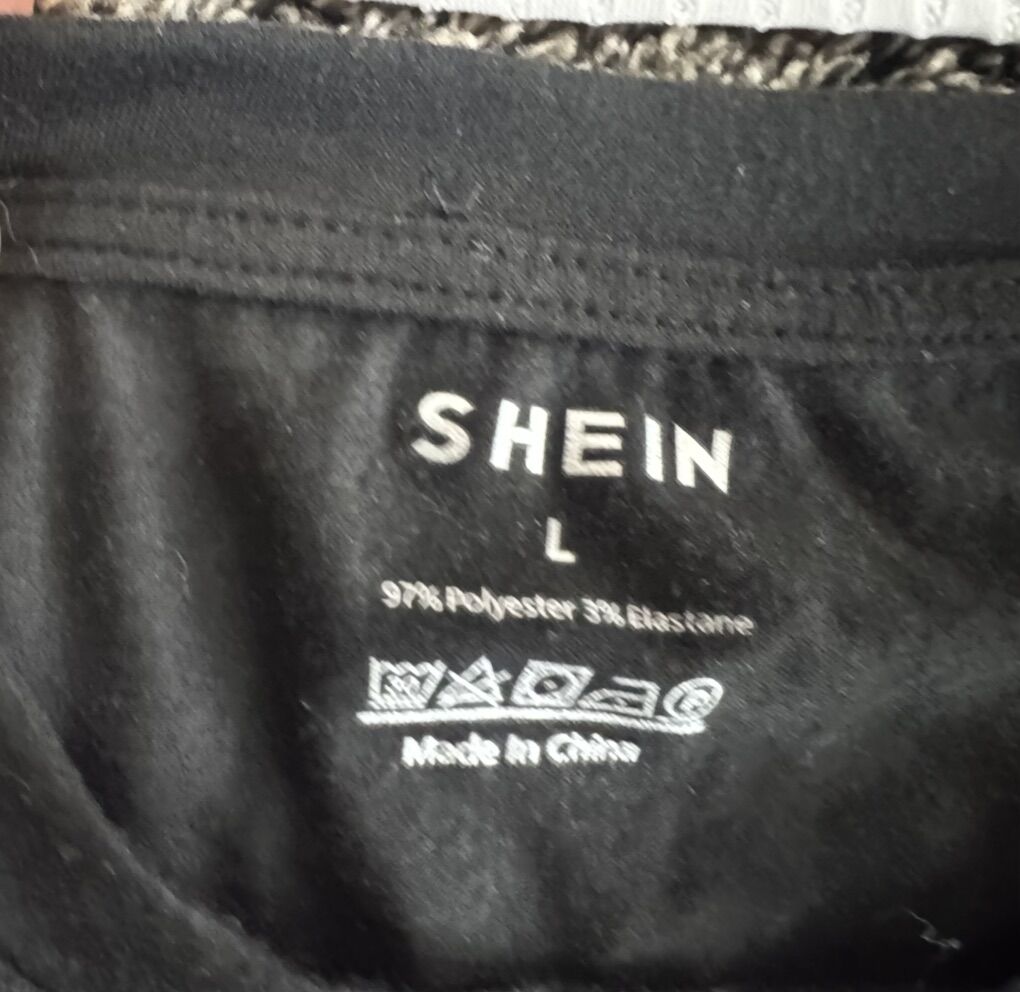 SHEIN
L
97% Polyester 3% Elastane
Made In China